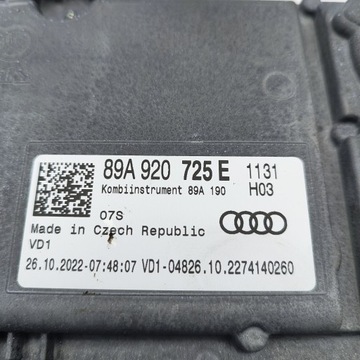 89A 920 725 E 1131
Kombiinstrument 89A 190 H03
07S
Made in Czech Republic
VD1
26.10.2022-07:48:07 VD1-04826.10.2274140260